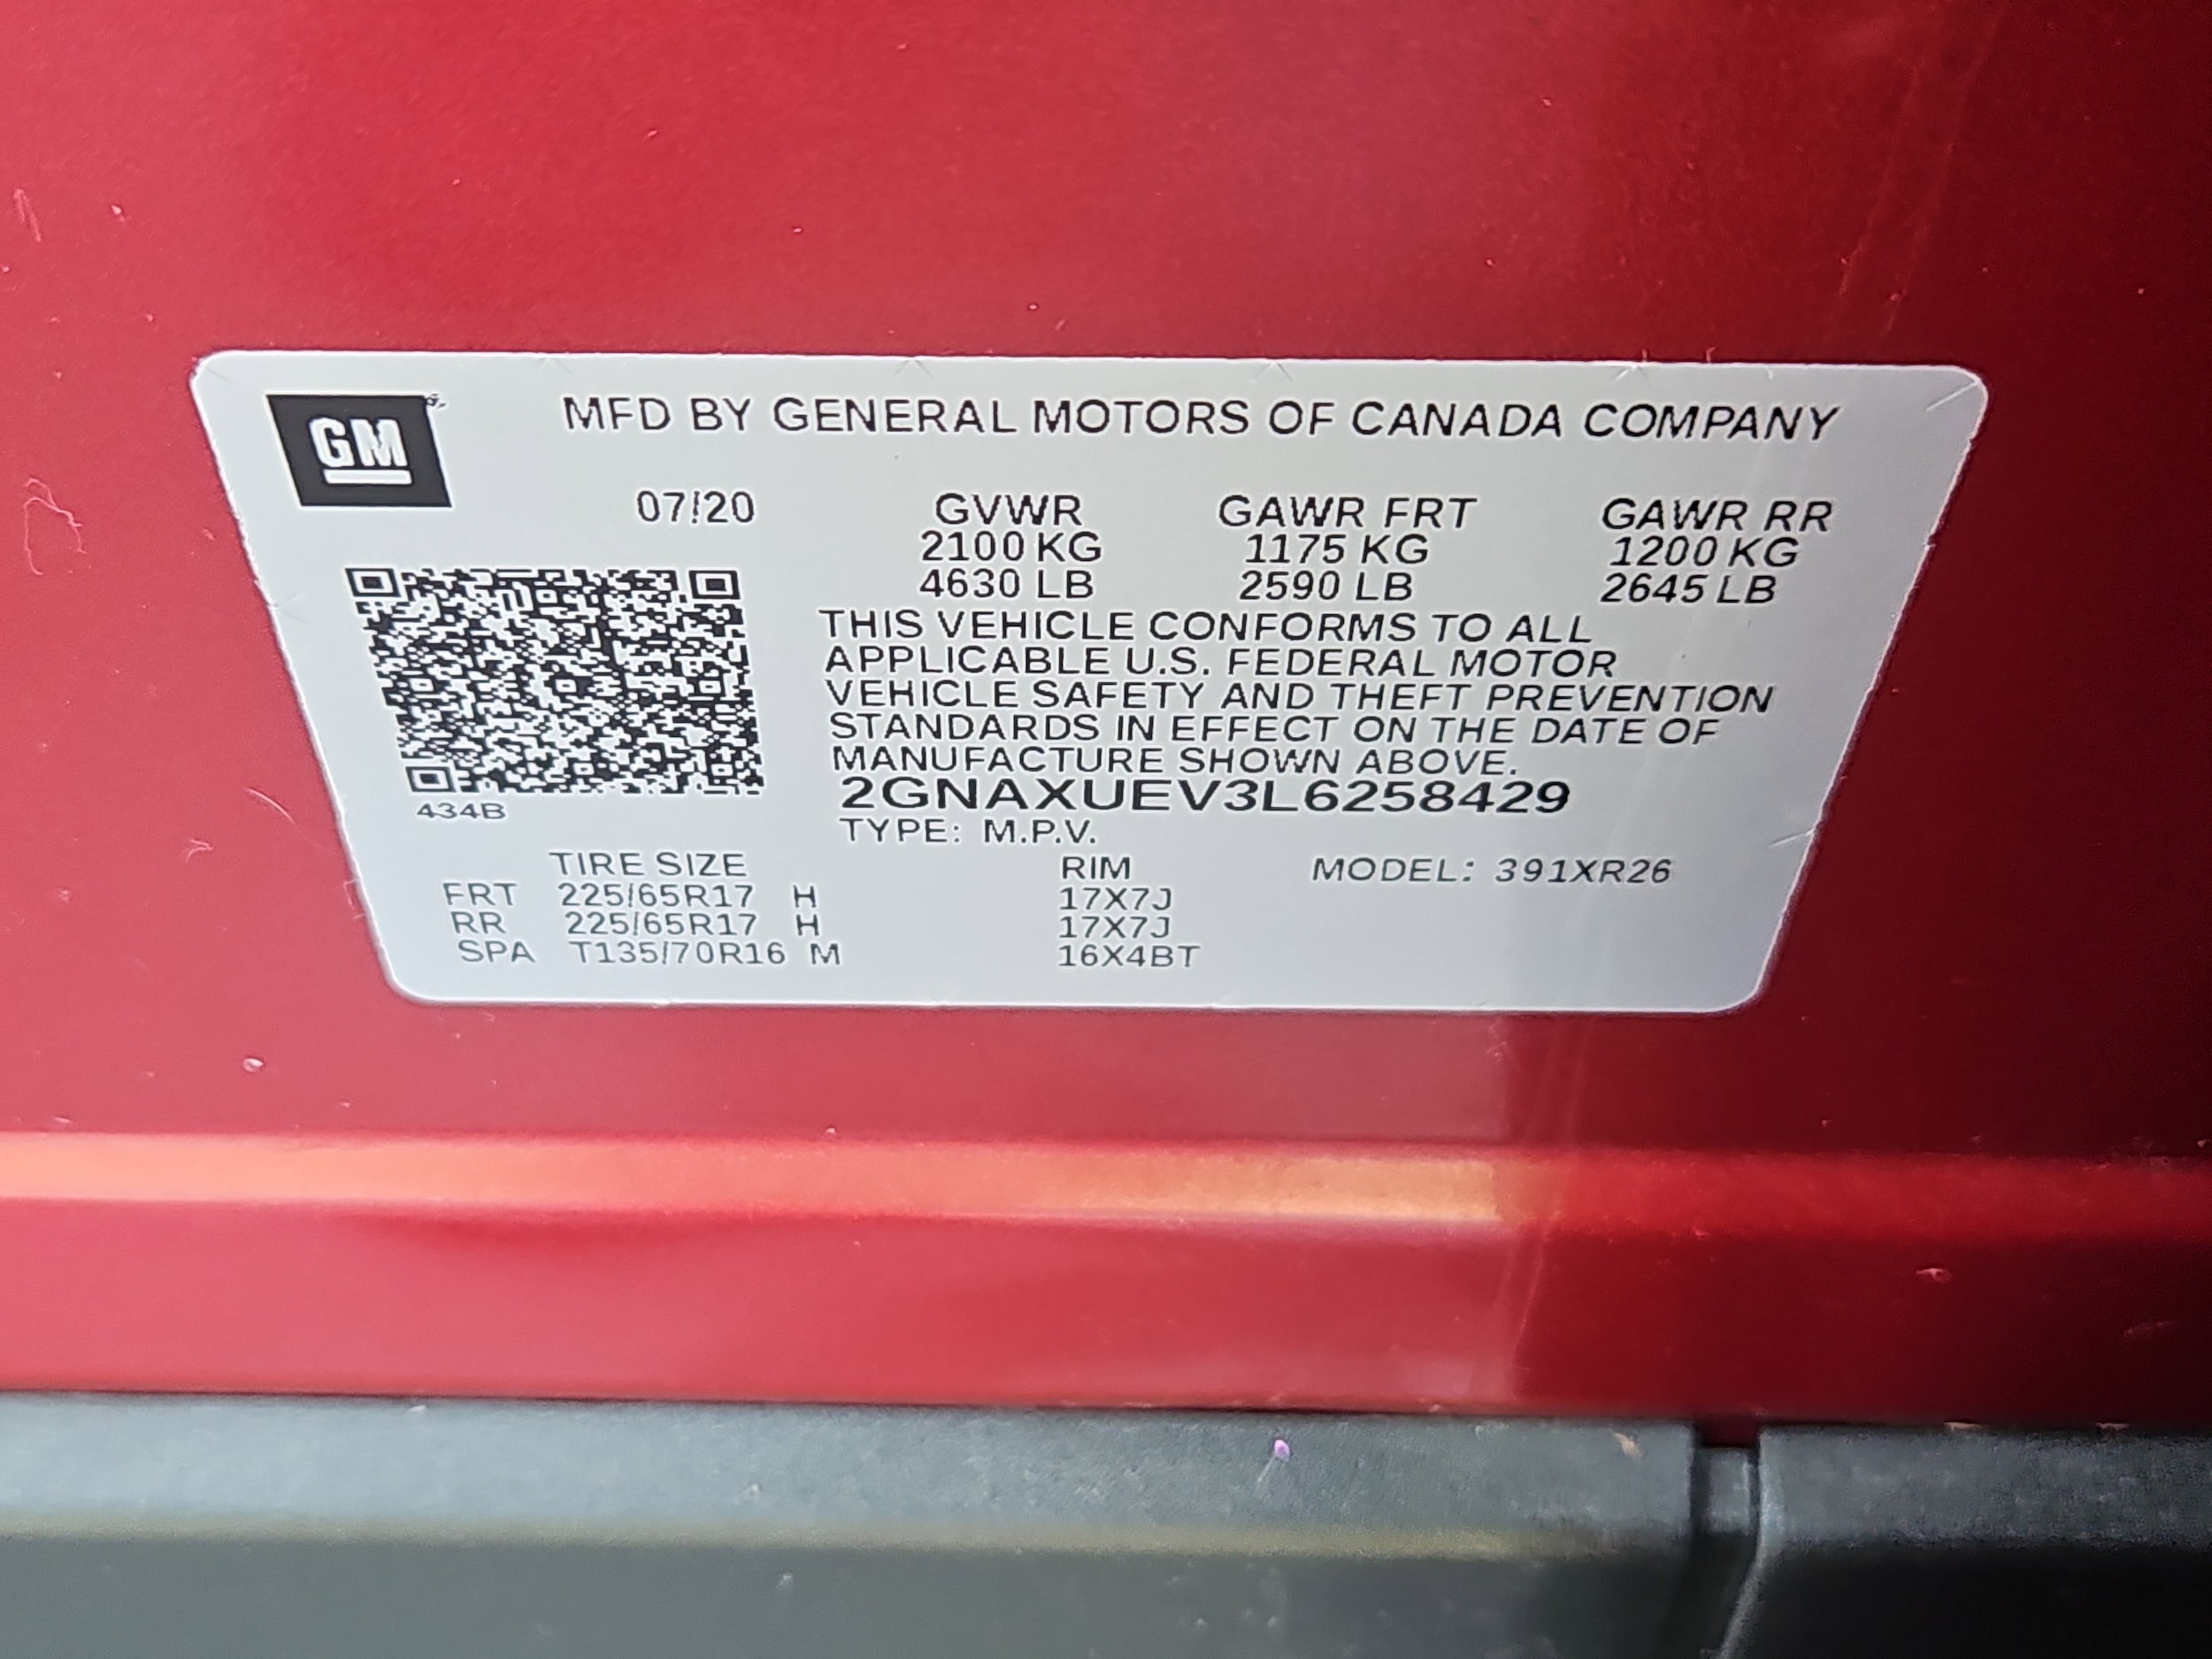 GM
MFD BY GENERAL MOTORS OF CANADA COMPANY
07/20 GVWR GAWR FRT GAWR RR
2100 KG 1175 KG 1200 KG
4630 LB 2590 LB 2645 LB
THIS VEHICLE CONFORMS TO ALL
APPLICABLE U.S. FEDERAL MOTOR
VEHICLE SAFETY AND THEFT PREVENTION
STANDARDS IN EFFECT ON THE DATE OF
MANUFACTURE SHOWN ABOVE.
2GNAXUEV3L6258429
434B
TYPE: M.P.V.
TIRE SIZE RIM MODEL: 391XR26
FRT 225/65R17 H 17X7J
RR 225/65R17 H 17X7J
SPA T135/70R16 M 16X4BT